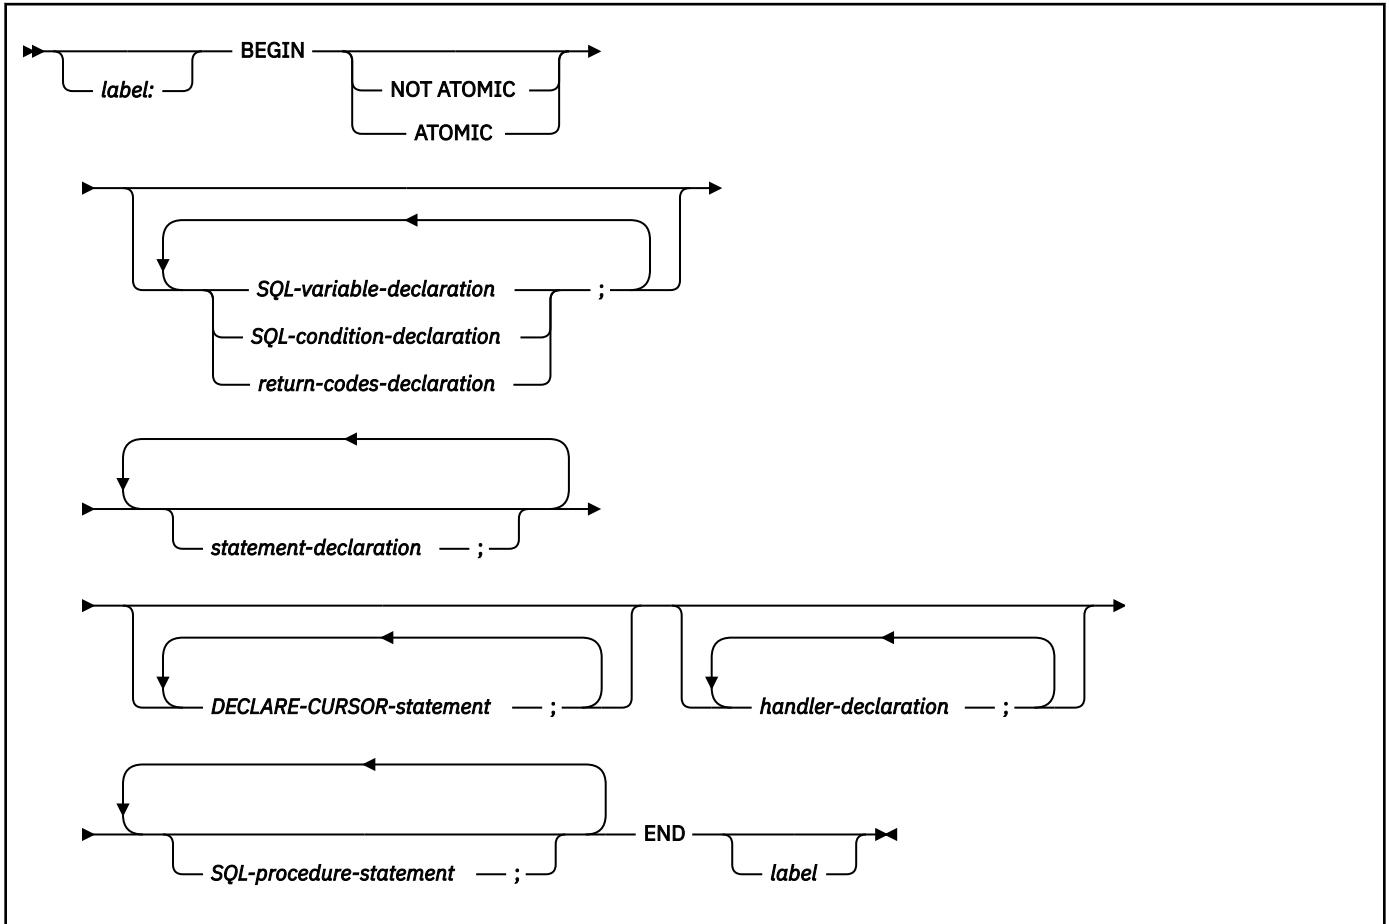 BEGIN
label:
NOT ATOMIC
ATOMIC
SQL-variable-declaration ;
SQL-condition-declaration
return-codes-declaration
statement-declaration ;
DECLARE-CURSOR-statement ; handler-declaration ;
END
SQL-procedure-statement ; label